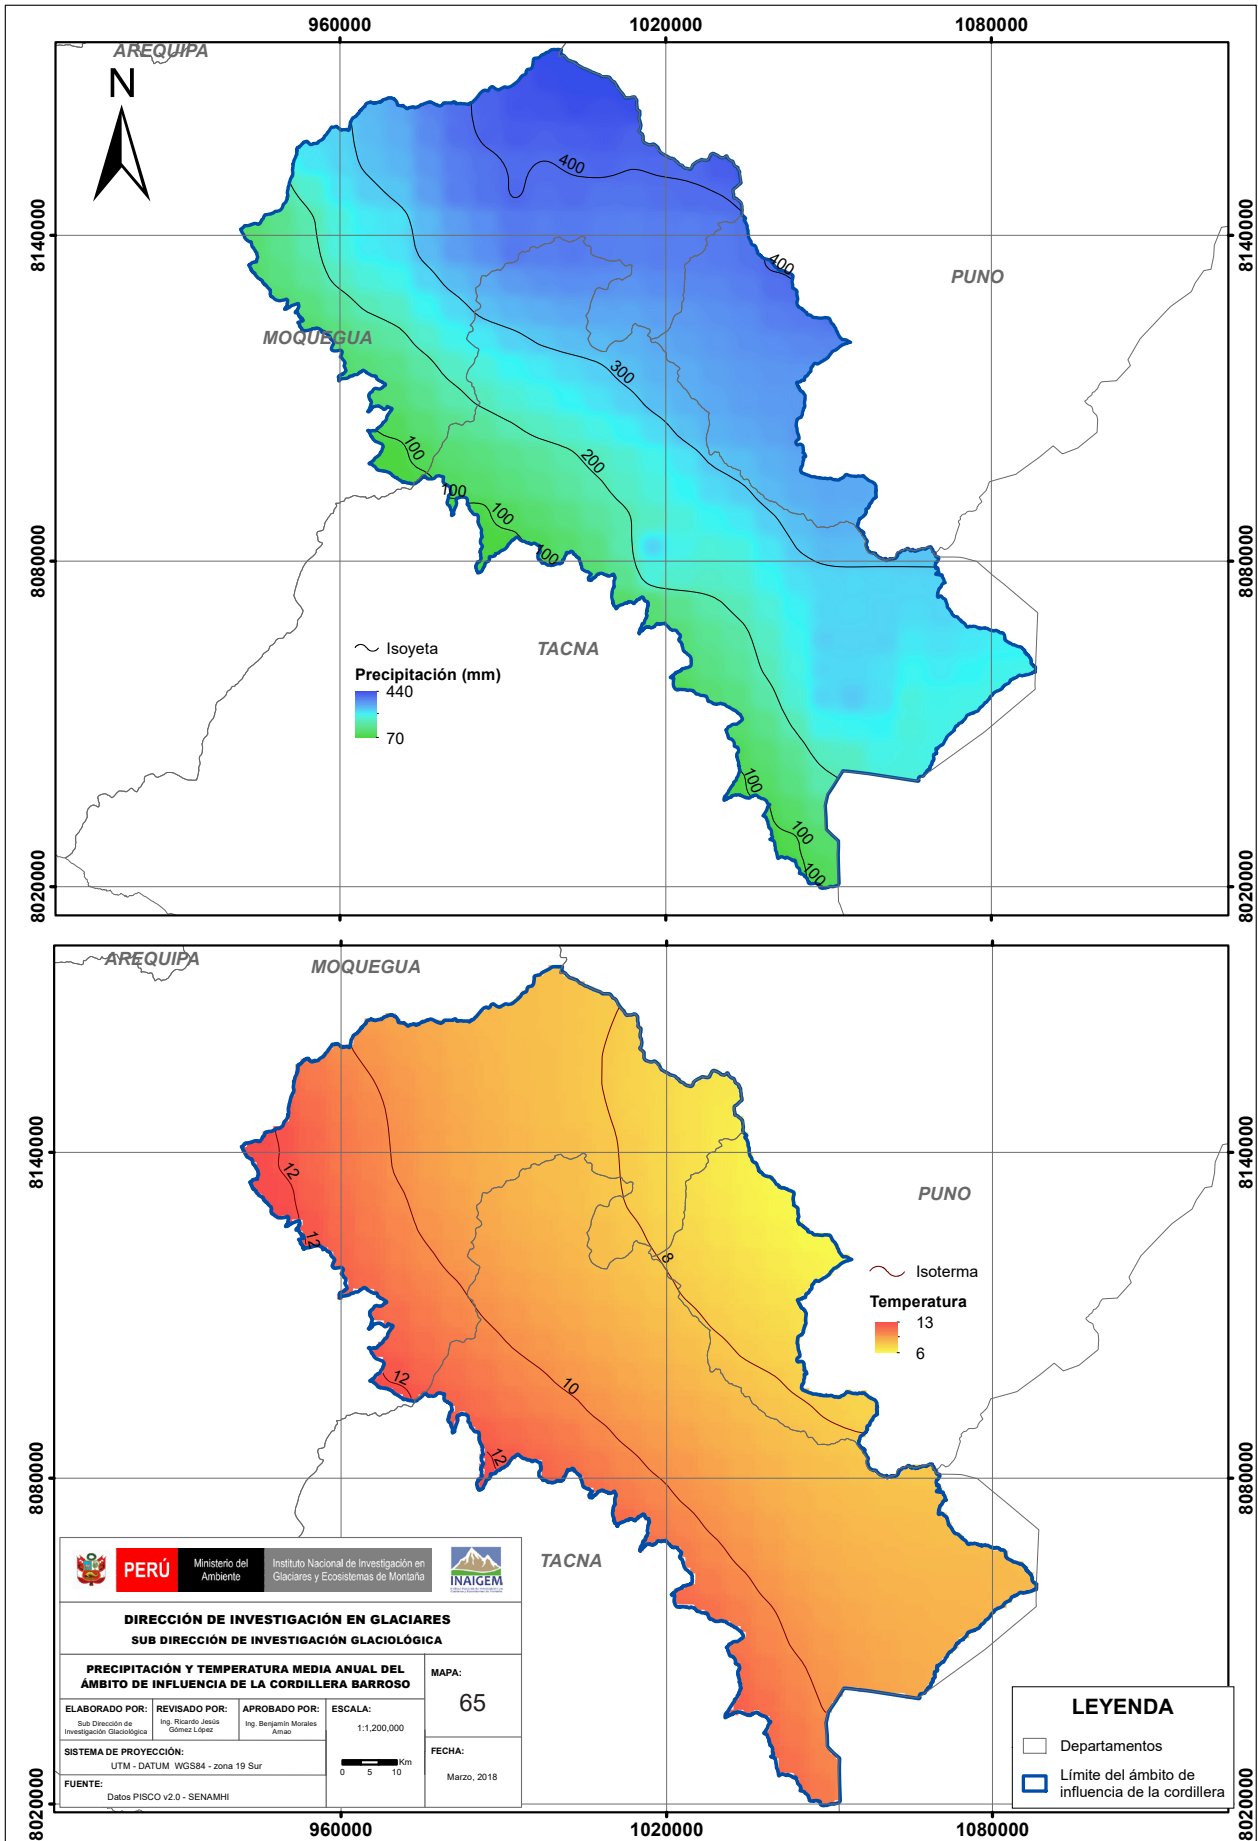 960000
1020000
1080000
AREQUIPA
N
400
8140000
8140000
400
PUNO
MOQUEGUA
300
100
200
100
100
100
8080000
8080000
TACNA
Isoyeta
Precipitación (mm)
440
70
100
100
100
8020000
8020000
AREQUIPA
MOQUEGUA
8140000
8140000
12
PUNO
12
8
Isoterma
Temperatura
13
6
12
10
12
8080000
8080000
PERÚ
Ministerio del
Ambiente
Instituto Nacional de Investigación en
Glaciares y Ecosistemas de Montaña
INAIGEM
TACNA
DIRECCIÓN DE INVESTIGACIÓN EN GLACIARES
SUB DIRECCIÓN DE INVESTIGACIÓN GLACIOLÓGICA
PRECIPITACIÓN Y TEMPERATURA MEDIA ANUAL DEL
ÁMBITO DE INFLUENCIA DE LA CORDILLERA BARROSO
MAPA:
65
ELABORADO POR:
Sub Dirección de
Investigación Glaciológica
REVISADO POR:
Ing. Ricardo Jesús
Gómez López
APROBADO POR:
Ing. Benjamín Morales
Arnao
ESCALA:
1:1,200,000
0 5 10 Km
SISTEMA DE PROYECCIÓN:
UTM - DATUM WGS84 - zona 19 Sur
FECHA:
Marzo, 2018
FUENTE:
Datos PISCO v2.0 - SENAMHI
LEYENDA
Departamentos
Límite del ámbito de
influencia de la cordillera
8020000
8020000
960000
1020000
1080000